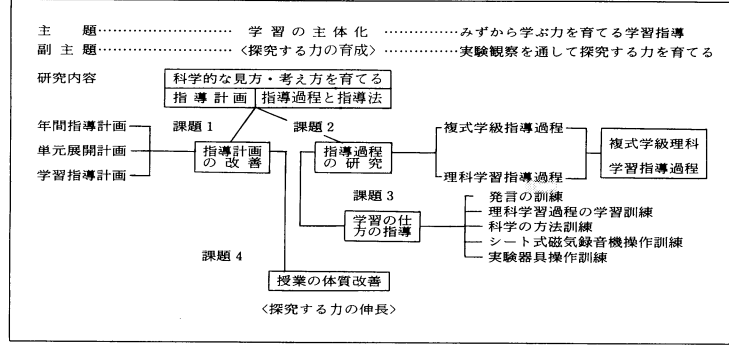 主題……………………学習の主体化……………みずから学ぶ力を育てる学習指導
副主題……………………〈探究する力の育成〉……………実験観察を通して探究する力を育てる
研究内容
科学的な見方・考え方を育てる
指導計画 指導過程と指導法
課題1
課題2
年間指導計画
単元展開計画
学習指導計画
指導計画
の改善
指導過程
の研究
複式学級指導過程
理科学習指導過程
複式学級理科
学習指導過程
課題3
学習の仕
方の指導
発言の訓練
理科学習過程の学習訓練
科学の方法訓練
シート式磁気録音機操作訓練
実験器具操作訓練
課題4
授業の体質改善
〈探究する力の伸長〉